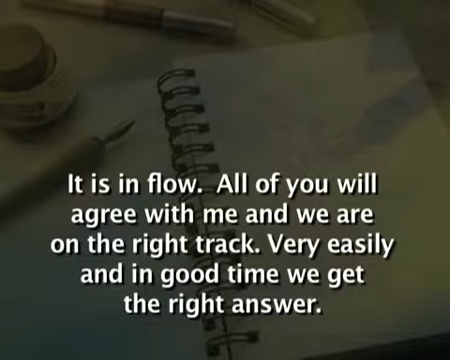 It is in flow.  All of you will
agree with me and we are
on the right track. Very easily
and in good time we get
the right answer.